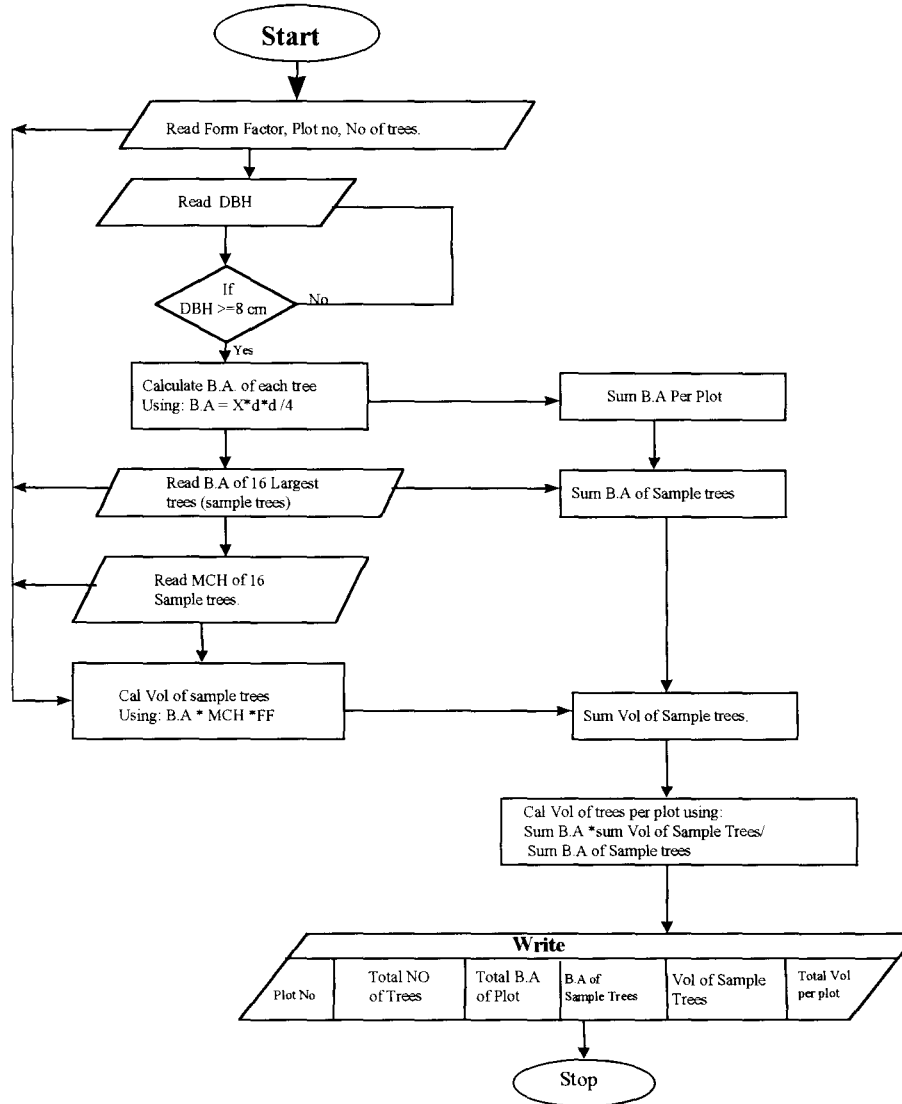 Start
Read Form Factor, Plot no, No of trees.
Read DBH
If
DBH >=8 cm
No
Yes
Calculate B.A. of each tree
Using: B.A = X*d*d /4
Sum B.A Per Plot
Read B.A of 16 Largest
trees (sample trees)
Sum B.A of Sample trees
Read MCH of 16
Sample trees.
Cal Vol of sample trees
Using: B.A * MCH *FF
Sum Vol of Sample trees.
Cal Vol of trees per plot using:
Sum B.A *sum Vol of Sample Trees/
Sum B.A of Sample trees
Write
Plot No
Total NO
of Trees
Total B.A
of Plot
B.A of
Sample Trees
Vol of Sample
Trees
Total Vol
per plot
Stop